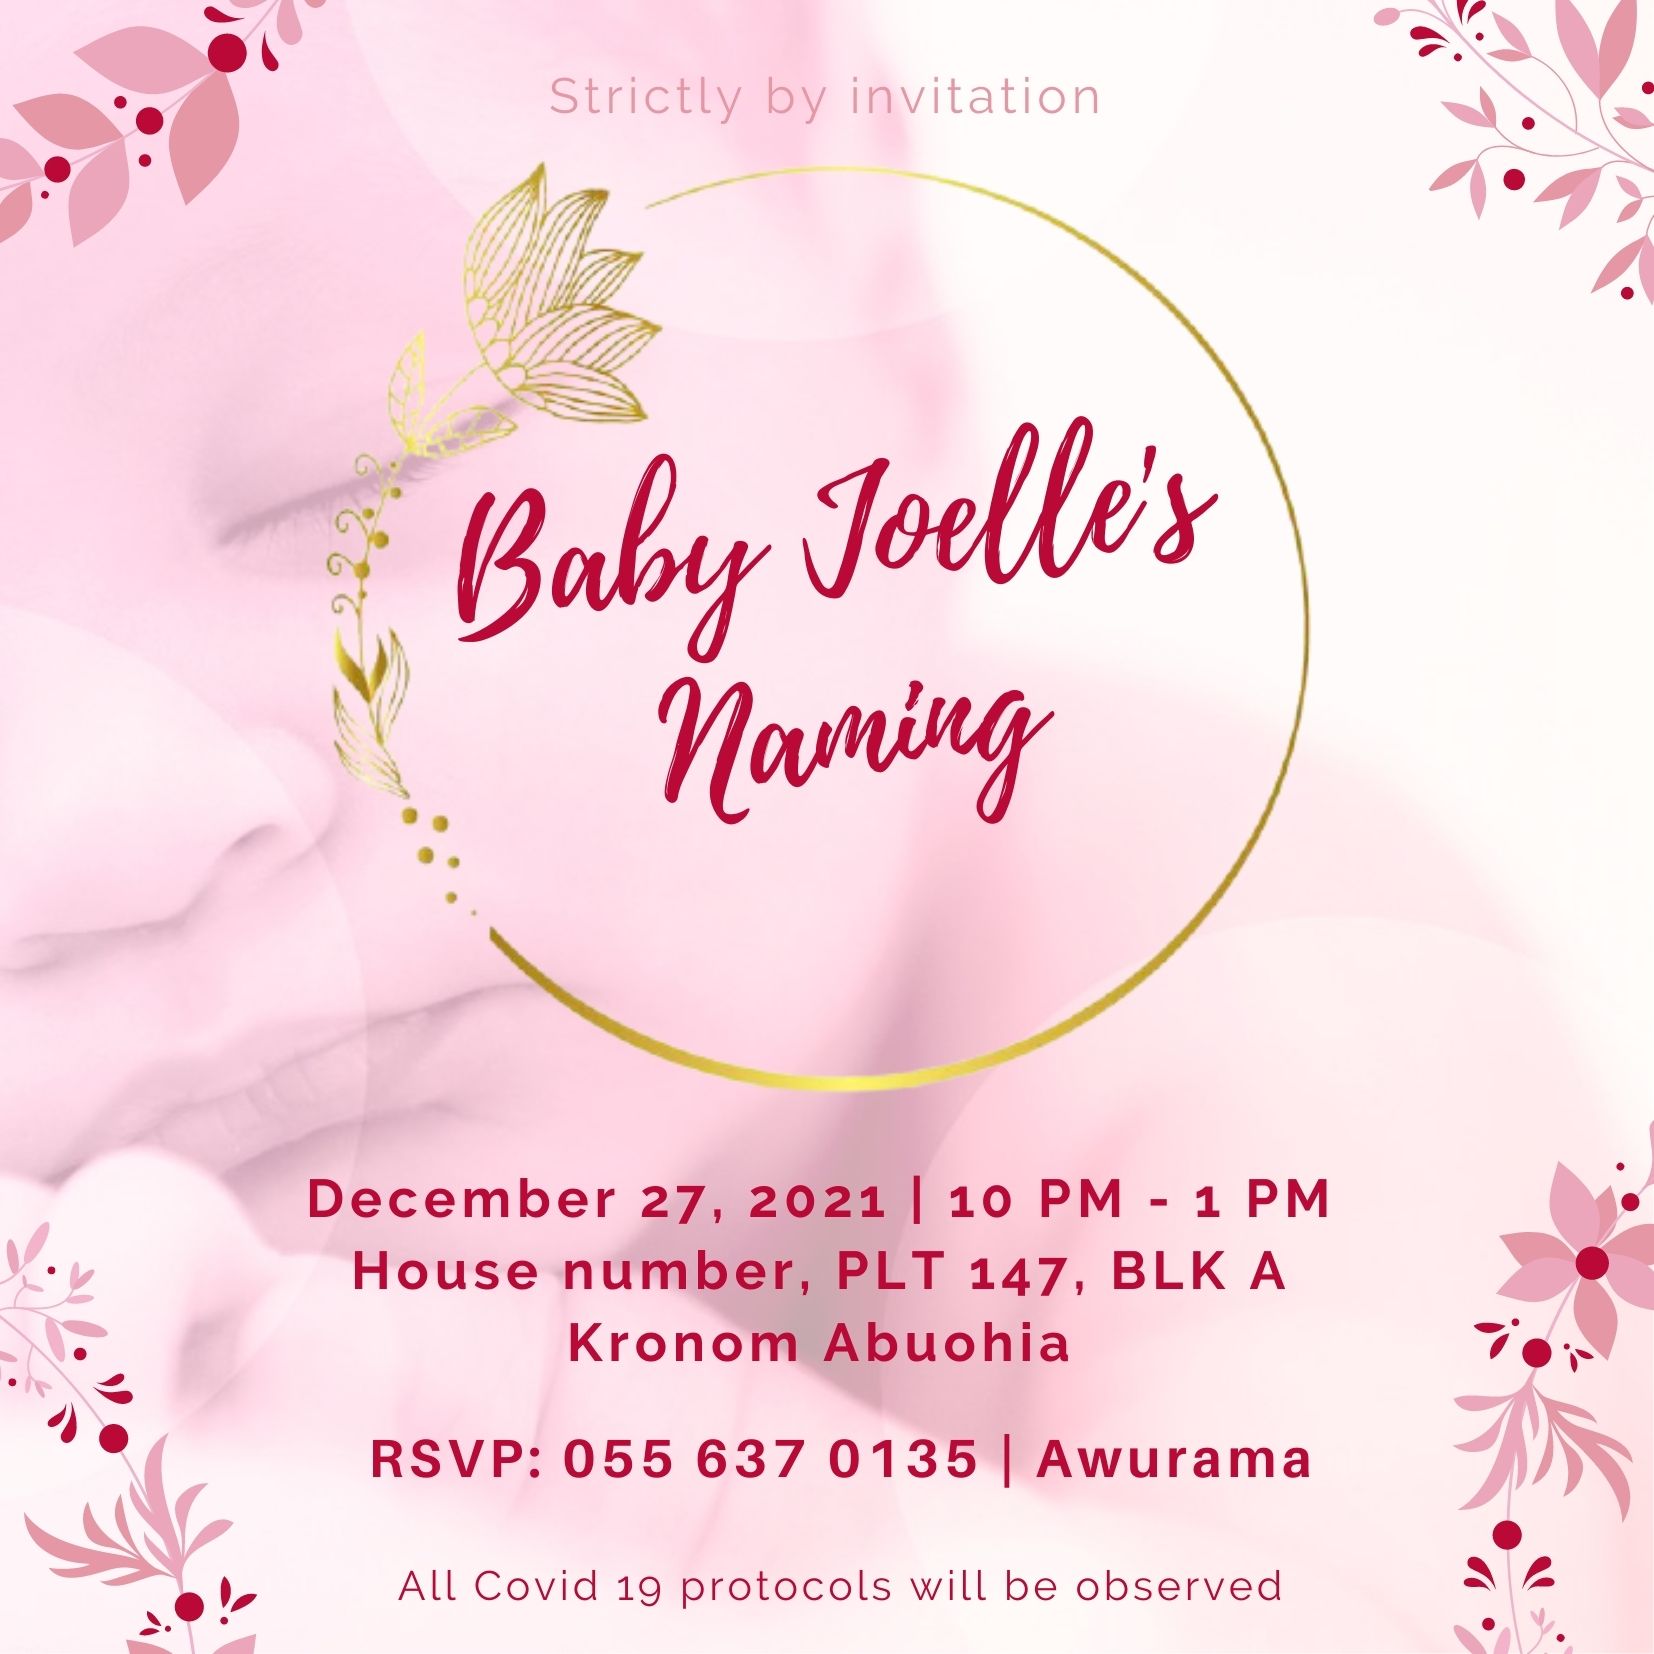 Strictly by invitation
Baby Joelle's
Naming
December 27, 2021 | 10 PM - 1 PM
House number, PLT 147, BLK A
Kronom Abuohia
RSVP: 055 637 0135 | Awurama
All Covid 19 protocols will be observed